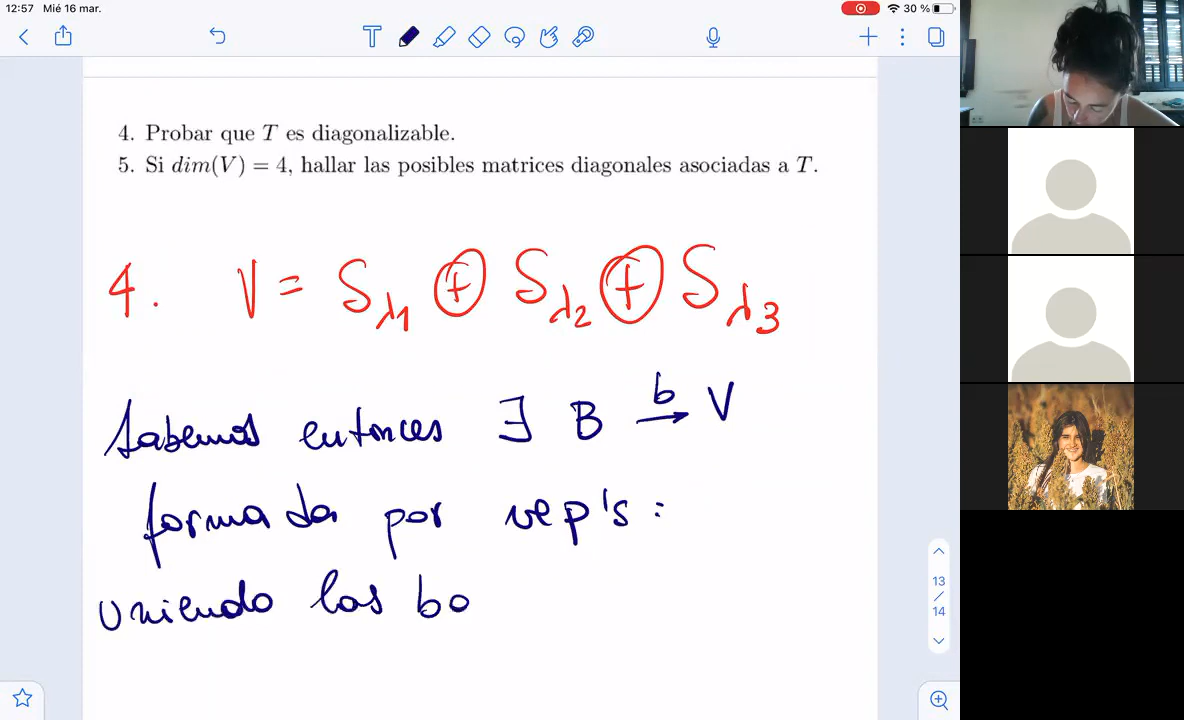 12:57 Mié 16 mar.
30 %
4. Probar que T es diagonalizable.
5. Si dim(V) = 4, hallar las posibles matrices diagonales asociadas a T.
4. V = S_λ1 ⊕ S_λ2 ⊕ S_λ3
Sabemos entonces ∃ B →^b V
formada por vep's :
uniendo las ba
13
/
14